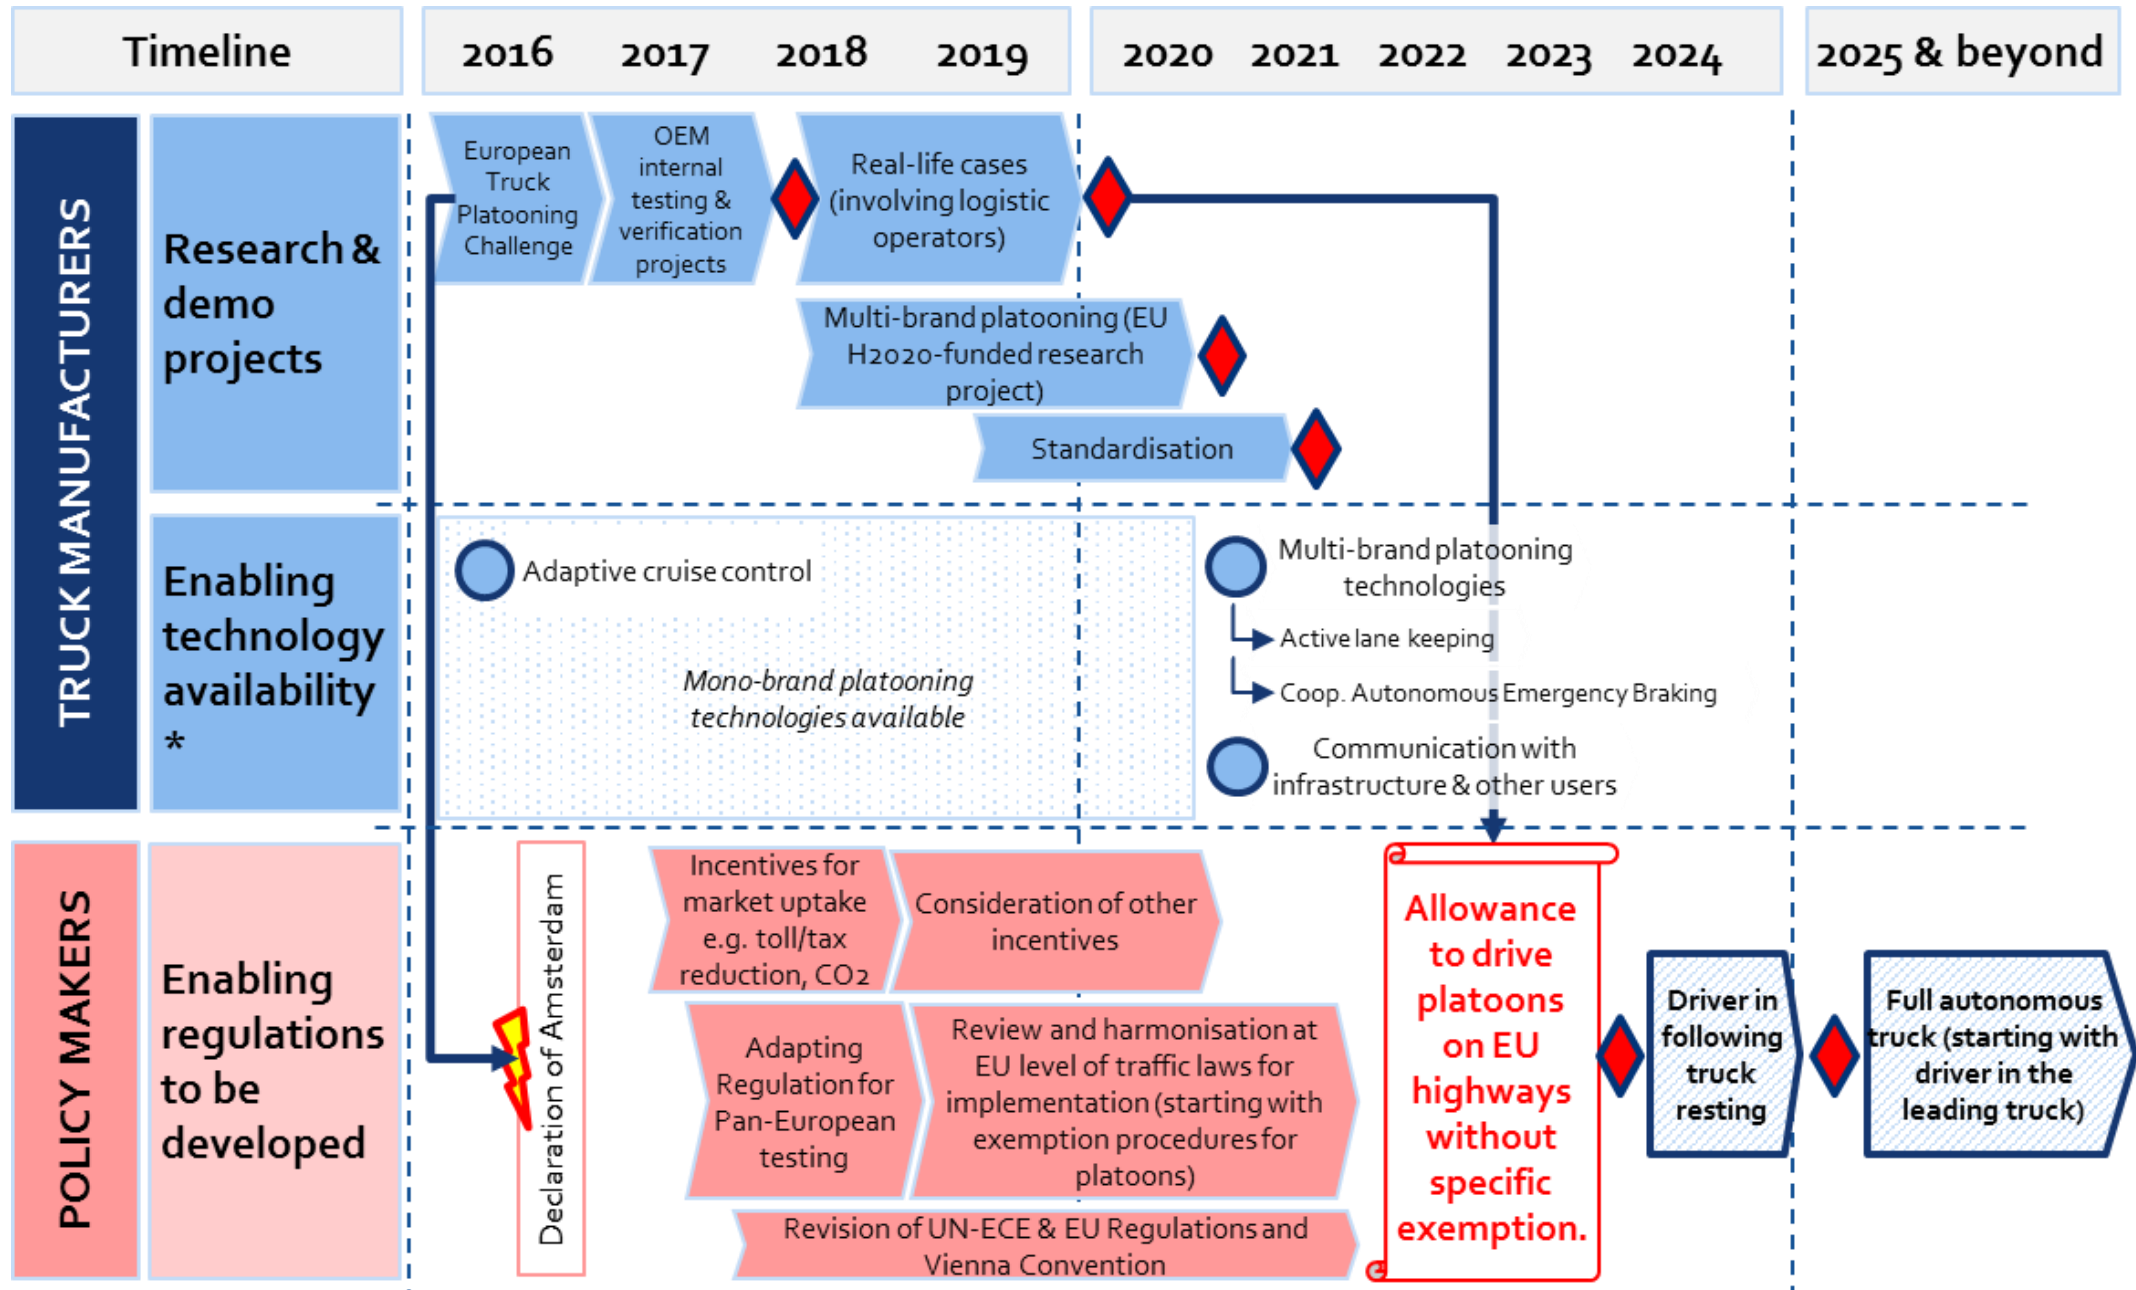 Timeline
2016 2017 2018 2019 2020 2021 2022 2023 2024 2025 & beyond
TRUCK MANUFACTURERS
Research &
demo
projects
European
Truck
Platooning
Challenge
OEM
internal
testing &
verification
projects
Real-life cases
(involving logistic
operators)
Multi-brand platooning (EU
H2020-funded research
project)
Standardisation
Enabling
technology
availability
*
Adaptive cruise control
Mono-brand platooning
technologies available
Multi-brand platooning
technologies
Active lane keeping
Coop. Autonomous Emergency Braking
Communication with
infrastructure & other users
POLICY MAKERS
Enabling
regulations
to be
developed
Declaration of Amsterdam
Incentives for
market uptake
e.g. toll/tax
reduction, CO2
Consideration of other
incentives
Adapting
Regulation for
Pan-European
testing
Review and harmonisation at
EU level of traffic laws for
implementation (starting with
exemption procedures for
platoons)
Revision of UN-ECE & EU Regulations and
Vienna Convention
Allowance
to drive
platoons
on EU
highways
without
specific
exemption.
Driver in
following
truck
resting
Full autonomous
truck (starting with
driver in the
leading truck)